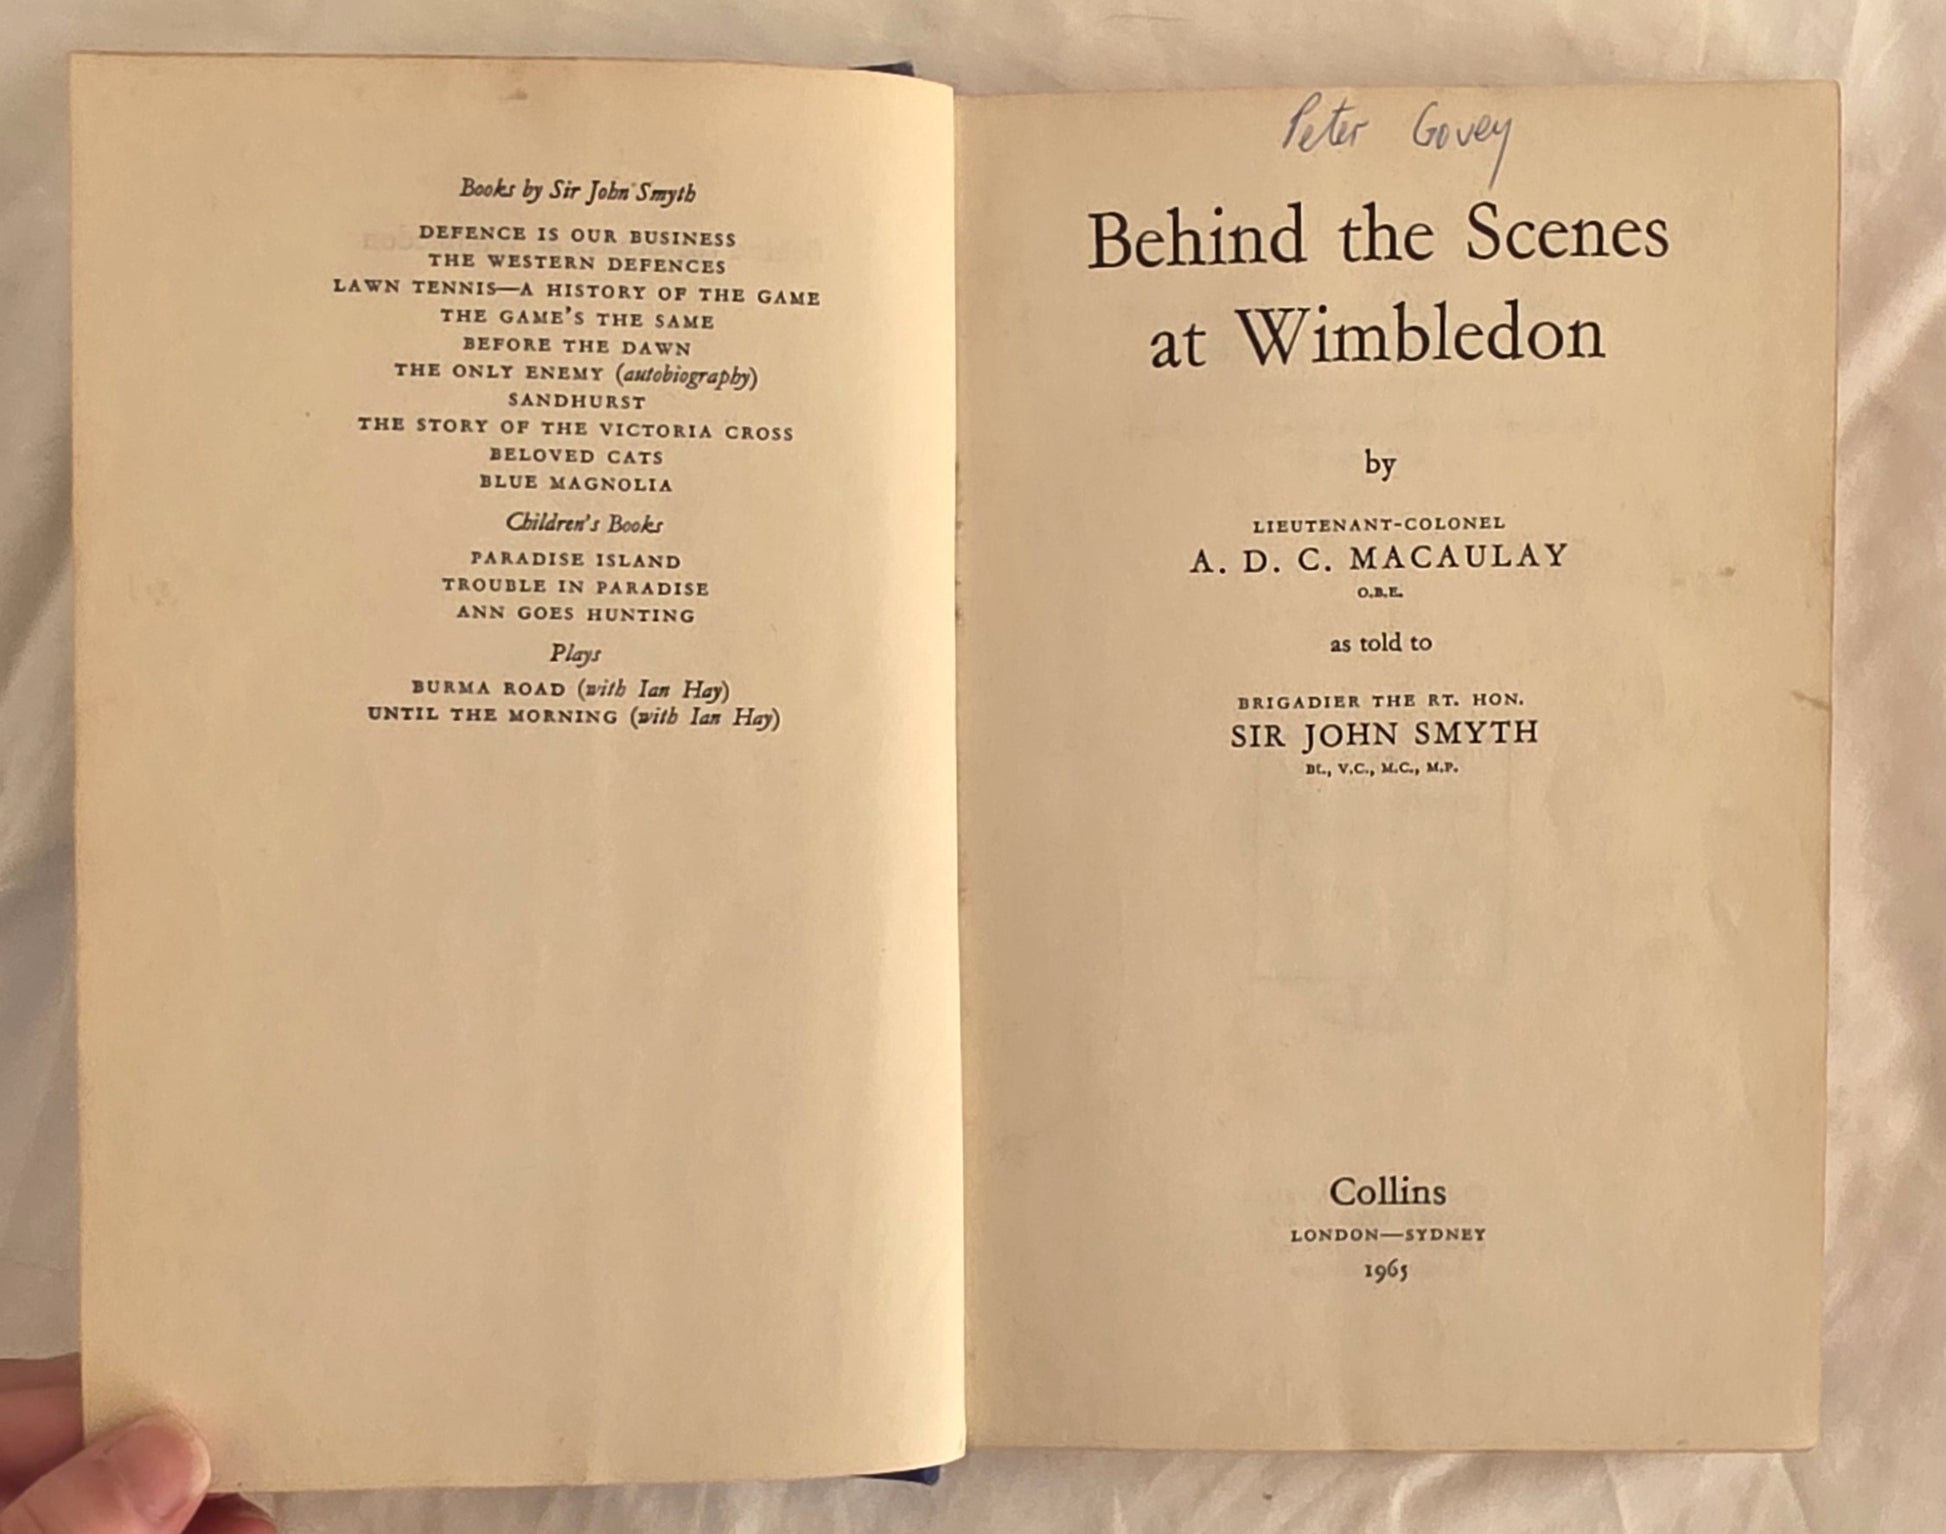 Books by Sir John Smyth
DEFENCE IS OUR BUSINESS
THE WESTERN DEFENCES
LAWN TENNIS—A HISTORY OF THE GAME
THE GAME'S THE SAME
BEFORE THE DAWN
THE ONLY ENEMY (autobiography)
SANDHURST
THE STORY OF THE VICTORIA CROSS
BELOVED CATS
BLUE MAGNOLIA
Children's Books
PARADISE ISLAND
TROUBLE IN PARADISE
ANN GOES HUNTING
Plays
BURMA ROAD (with Ian Hay)
UNTIL THE MORNING (with Ian Hay)
Peter Govey
Behind the Scenes
at Wimbledon
by
LIEUTENANT-COLONEL
A. D. C. MACAULAY
O.B.E.
as told to
BRIGADIER THE RT. HON.
SIR JOHN SMYTH
Bt., V.C., M.C., M.P.
Collins
LONDON—SYDNEY
1965